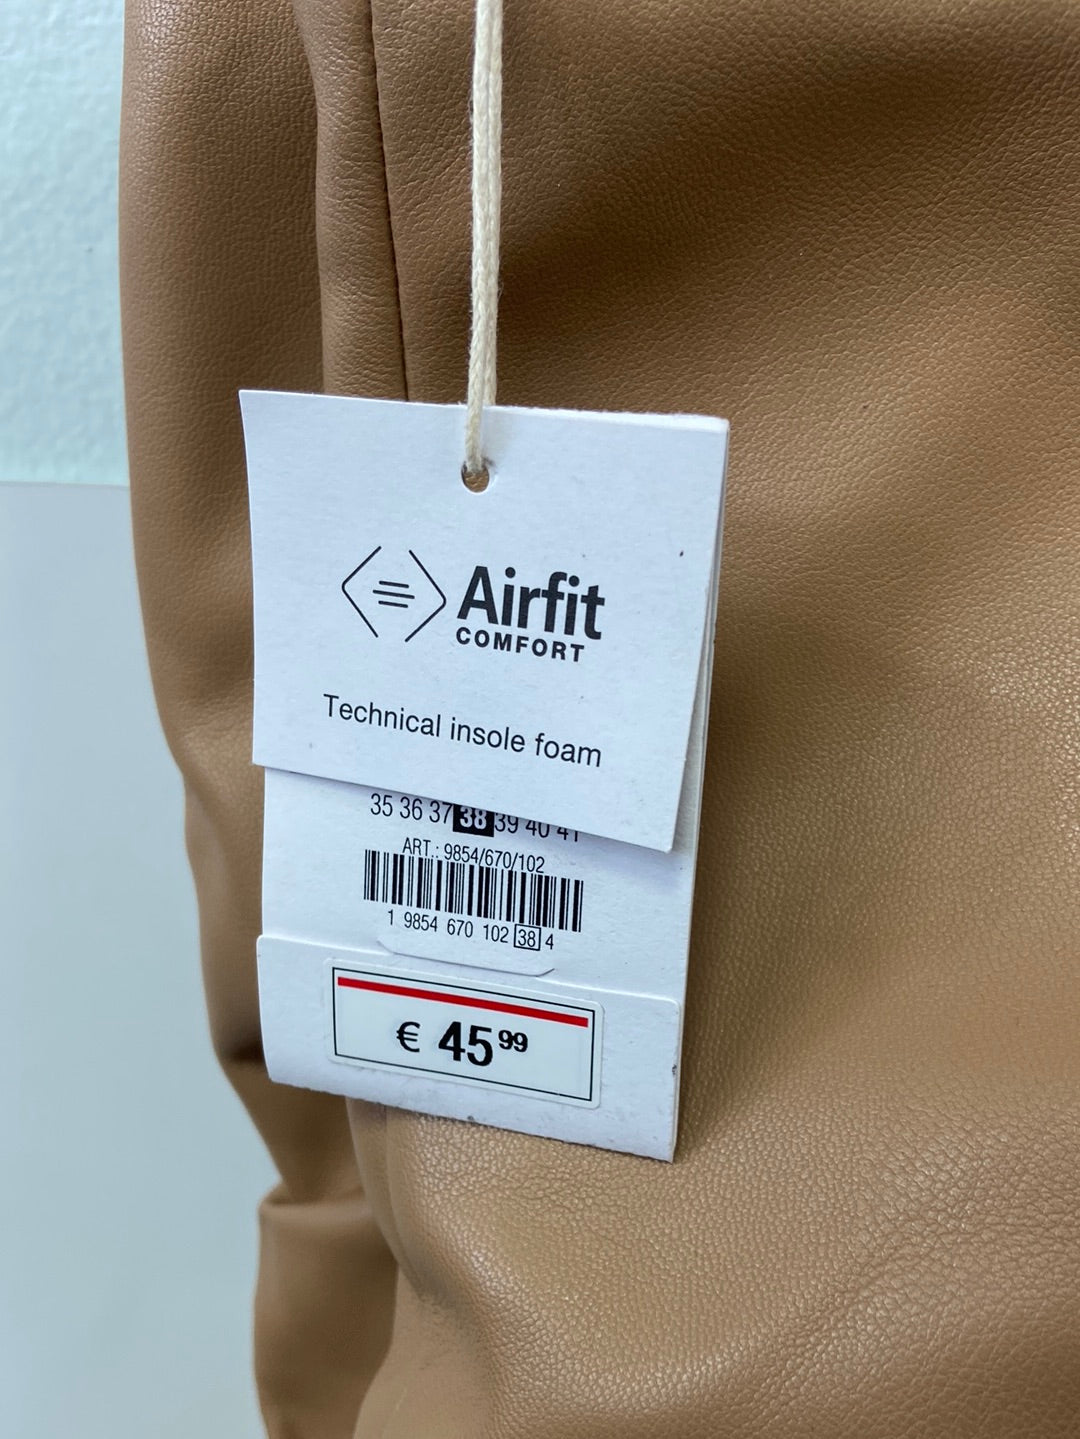 Airfit
COMFORT
Technical insole foam
35 36 37 38 39 40 41
ART.: 9854/670/102
1 9854 670 102 38 4
€ 45 99